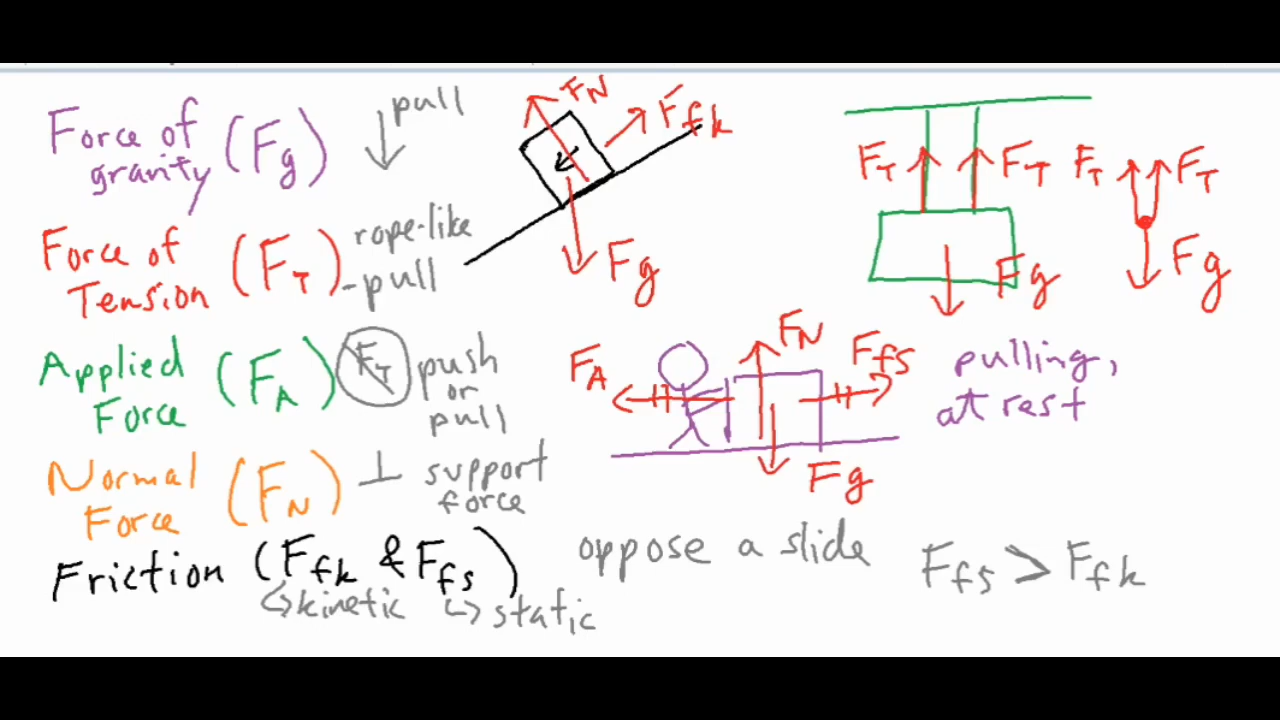 Force of gravity (Fg) pull
Force of Tension (FT) rope-like -pull
Applied Force (FA) FT push or pull
Normal Force (FN) ⊥ support force
Friction (Ffk & Ffs)
↳kinetic ↳static
FN
Ffk
Fg
FT FT
Fg
FT FT
Fg
FA
FN
Ffs
Fg
pulling, at rest
oppose a slide
Ffs > Ffk